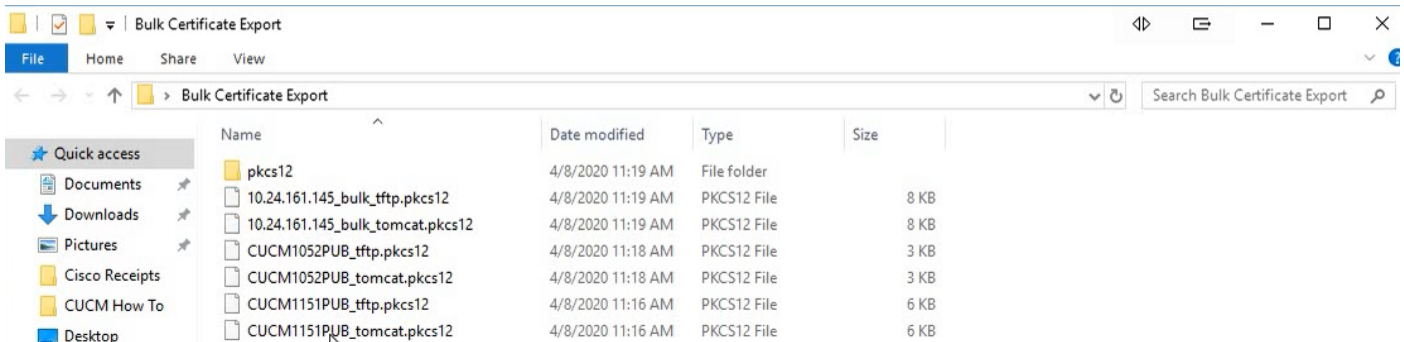 Bulk Certificate Export
File Home Share View
Bulk Certificate Export Search Bulk Certificate Export
Name Date modified Type Size
Quick access
pkcs12 4/8/2020 11:19 AM File folder
Documents 10.24.161.145_bulk_tftp.pkcs12 4/8/2020 11:19 AM PKCS12 File 8 KB
Downloads 10.24.161.145_bulk_tomcat.pkcs12 4/8/2020 11:19 AM PKCS12 File 8 KB
Pictures CUCM1052PUB_tftp.pkcs12 4/8/2020 11:18 AM PKCS12 File 3 KB
Cisco Receipts CUCM1052PUB_tomcat.pkcs12 4/8/2020 11:18 AM PKCS12 File 3 KB
CUCM How To CUCM1151PUB_tftp.pkcs12 4/8/2020 11:16 AM PKCS12 File 6 KB
Desktop CUCM1151PUB_tomcat.pkcs12 4/8/2020 11:16 AM PKCS12 File 6 KB